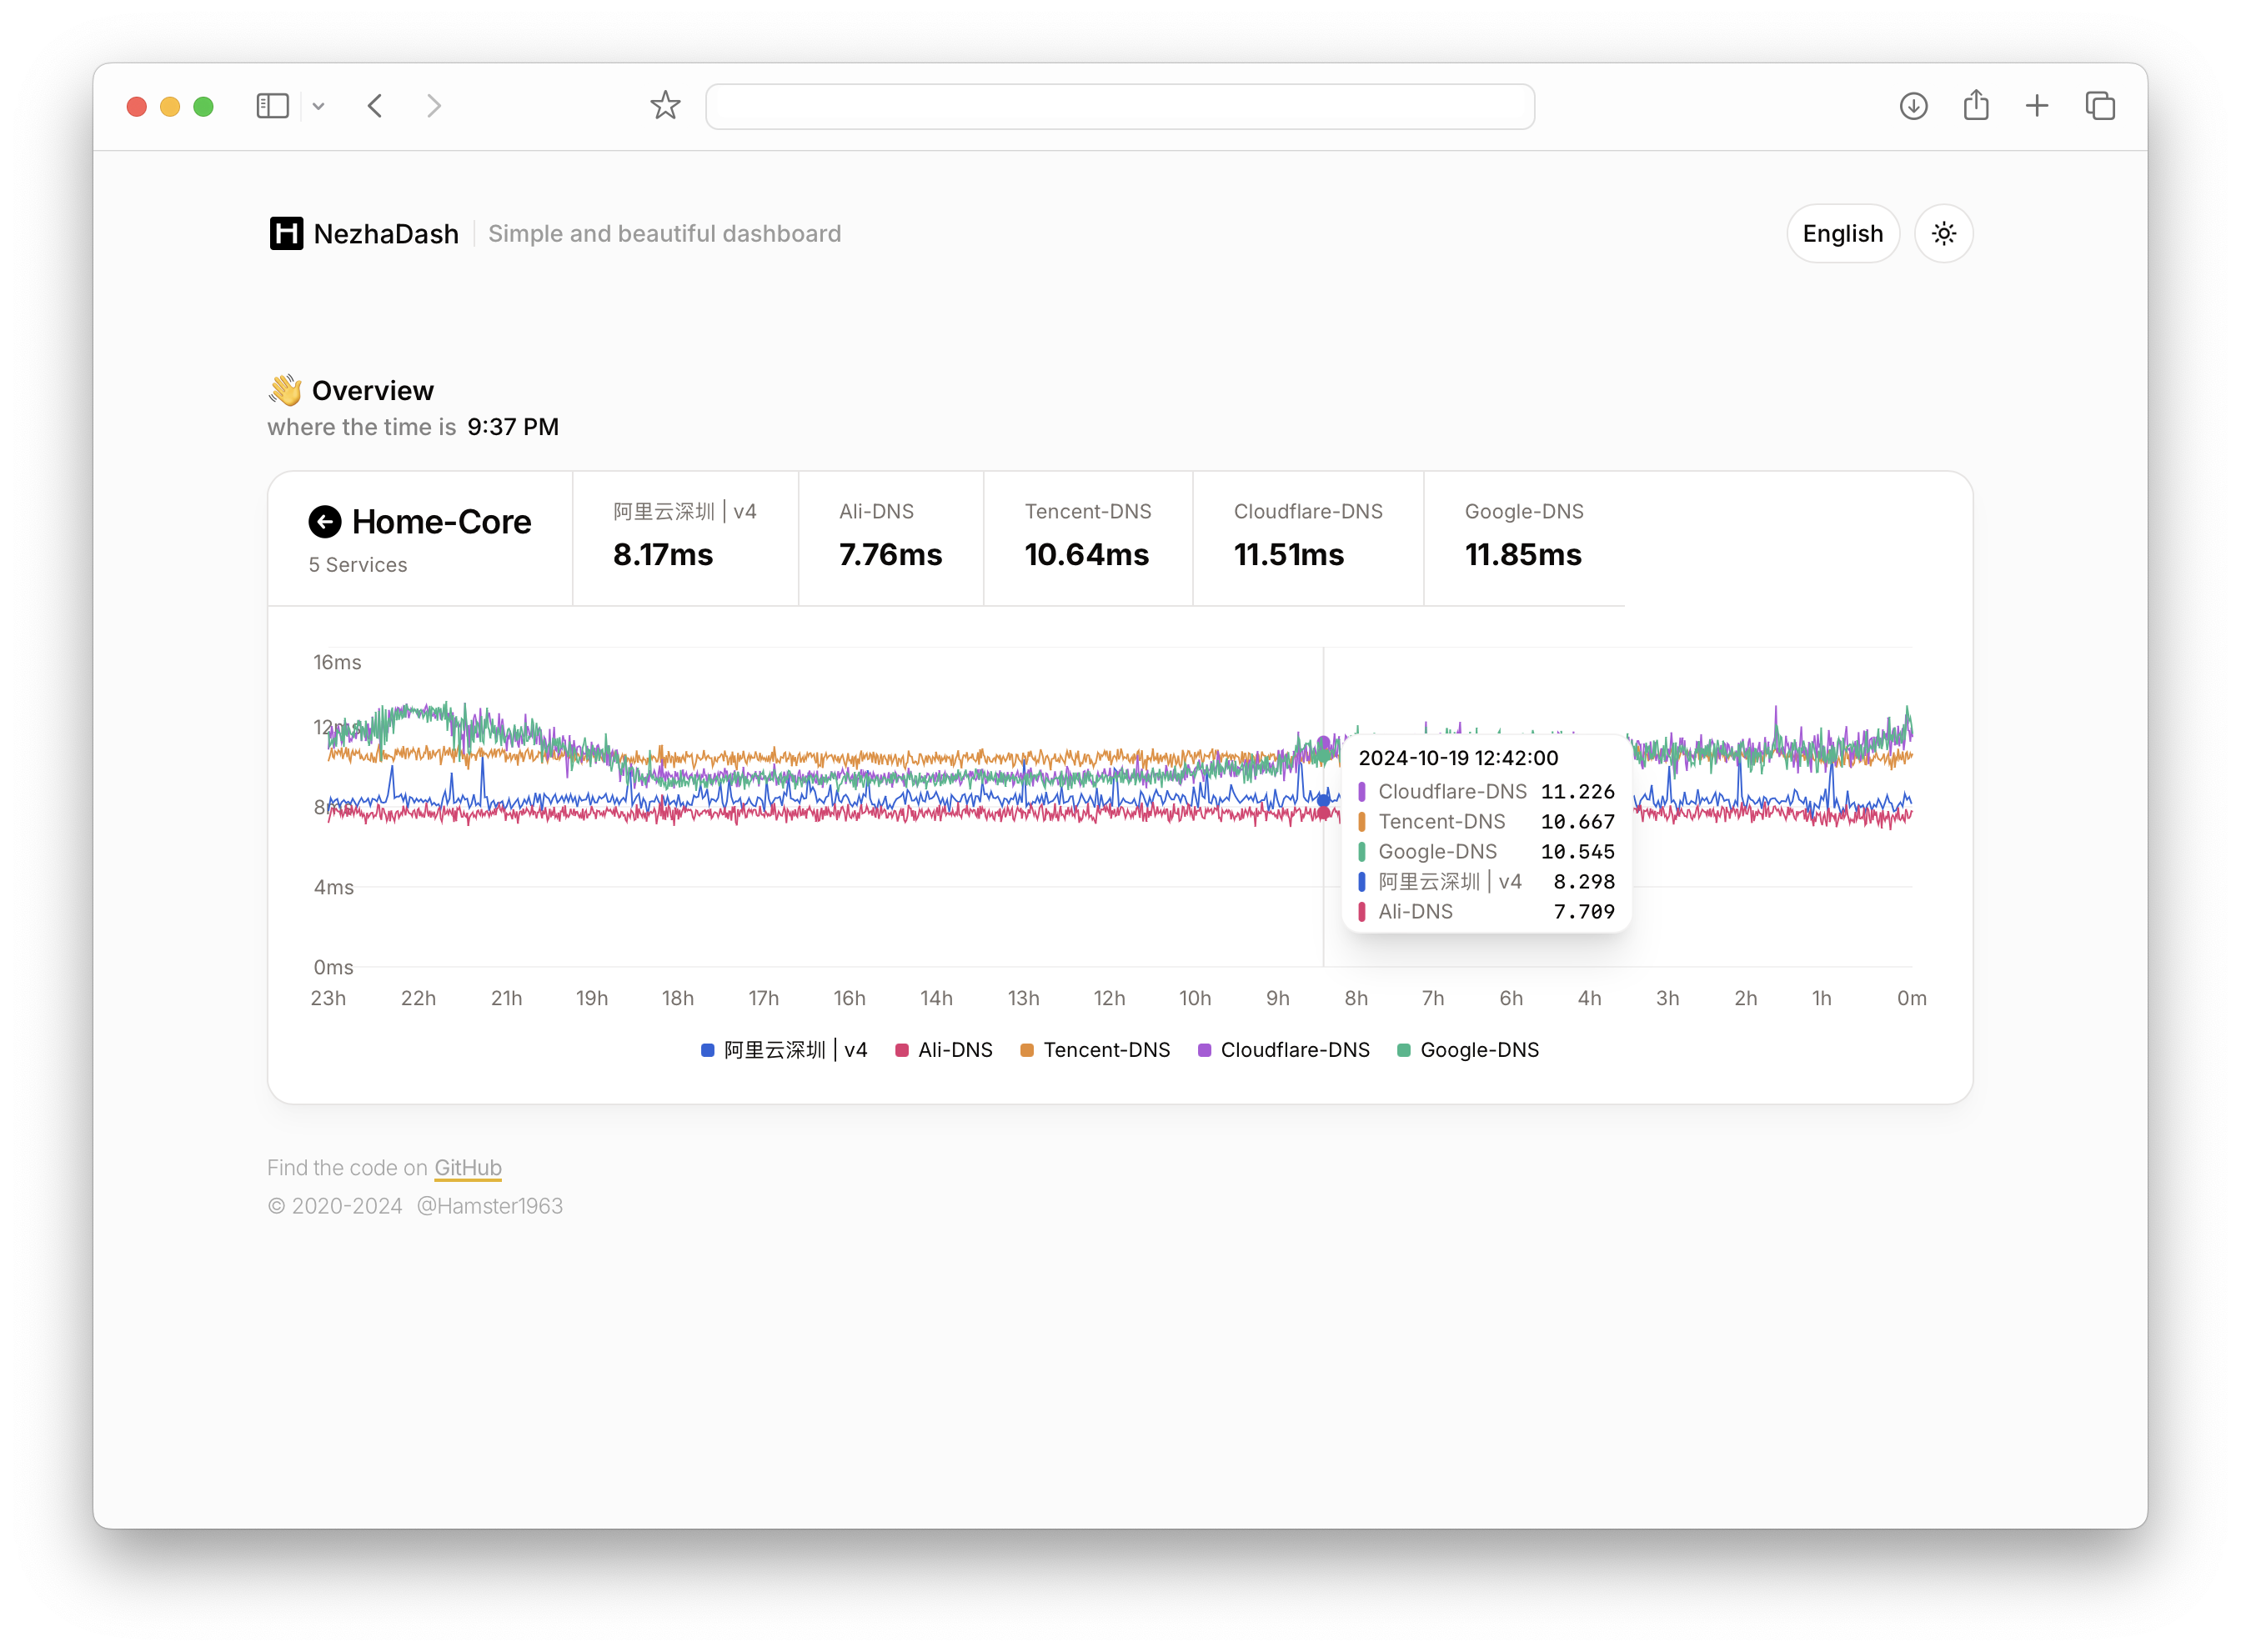 NezhaDash Simple and beautiful dashboard English
👋 Overview
where the time is 9:37 PM
Home-Core
5 Services
阿里云深圳 | v4
8.17ms
Ali-DNS
7.76ms
Tencent-DNS
10.64ms
Cloudflare-DNS
11.51ms
Google-DNS
11.85ms
16ms
12ms
8ms
4ms
0ms
23h 22h 21h 19h 18h 17h 16h 14h 13h 12h 10h 9h 8h 7h 6h 4h 3h 2h 1h 0m
2024-10-19 12:42:00
Cloudflare-DNS 11.226
Tencent-DNS 10.667
Google-DNS 10.545
阿里云深圳 | v4 8.298
Ali-DNS 7.709
阿里云深圳 | v4 Ali-DNS Tencent-DNS Cloudflare-DNS Google-DNS
Find the code on GitHub
© 2020-2024 @Hamster1963